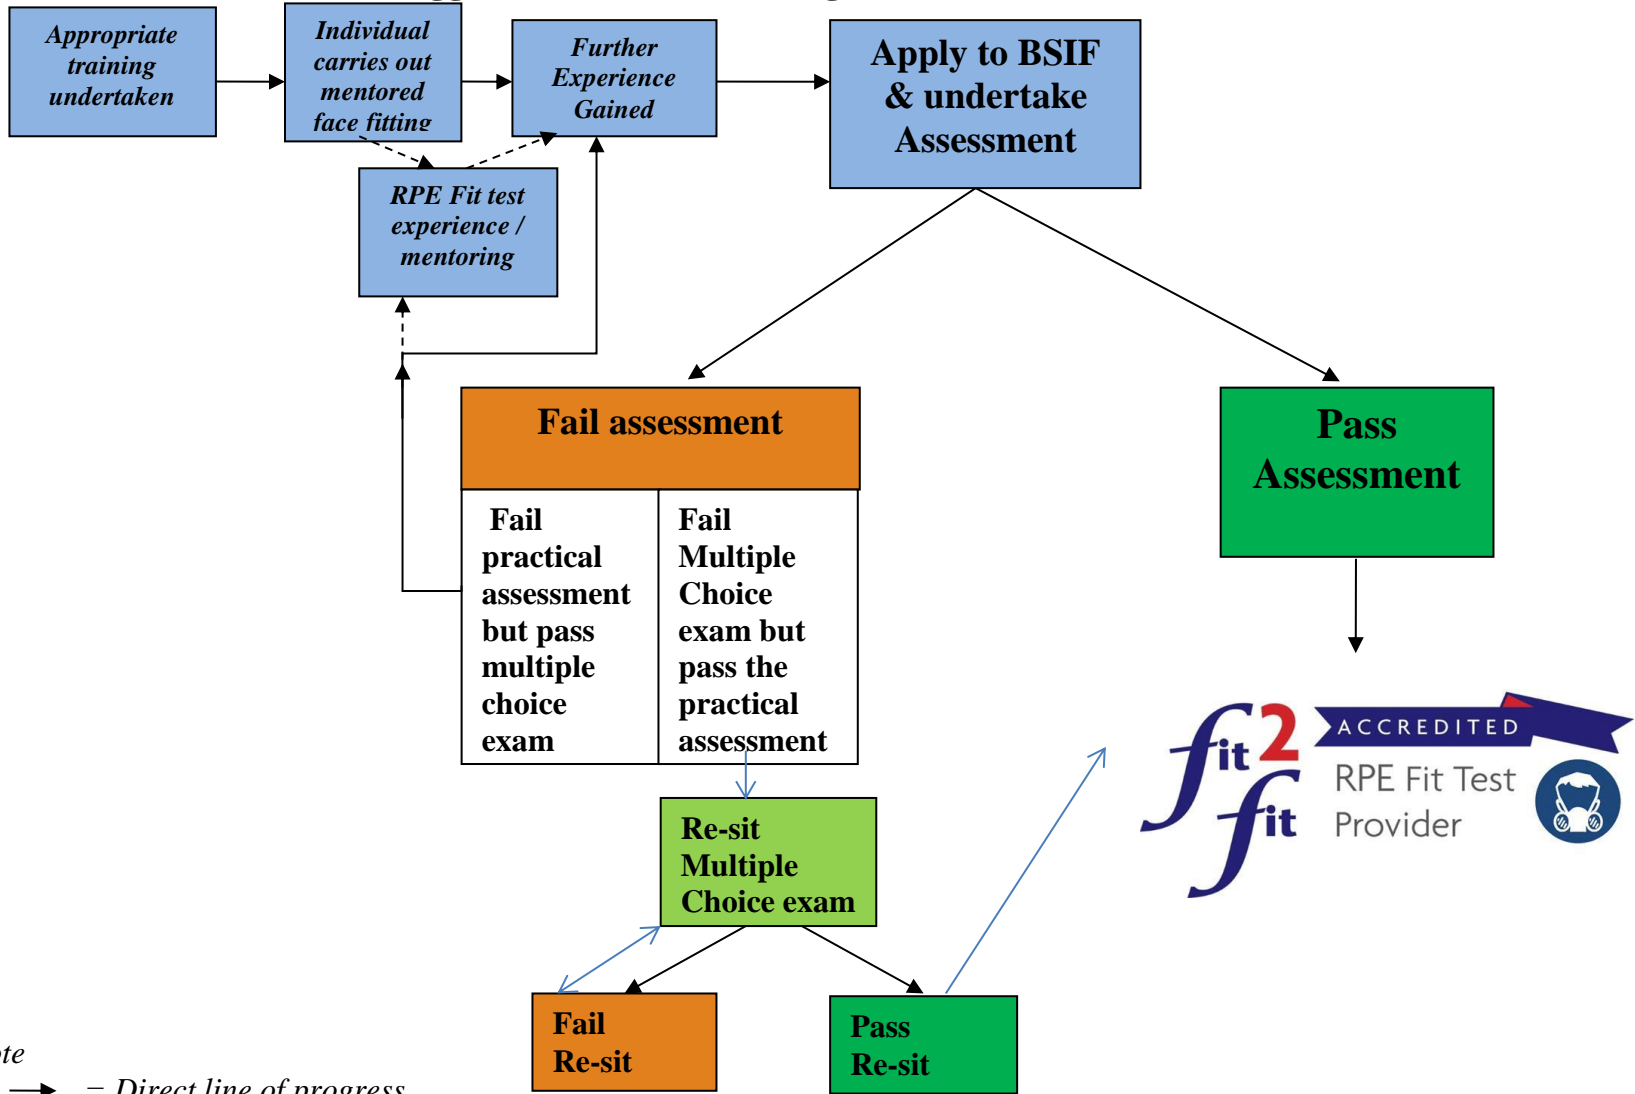 Appropriate
training
undertaken
Individual
carries out
mentored
face fitting
Further
Experience
Gained
Apply to BSIF
& undertake
Assessment
RPE Fit test
experience /
mentoring
Fail assessment
Pass
Assessment
Fail
practical
assessment
but pass
multiple
choice
exam
Fail
Multiple
Choice
exam but
pass the
practical
assessment
fit2
fit
ACCREDITED
RPE Fit Test
Provider
Re-sit
Multiple
Choice exam
Fail
Re-sit
Pass
Re-sit
= Direct line of progress